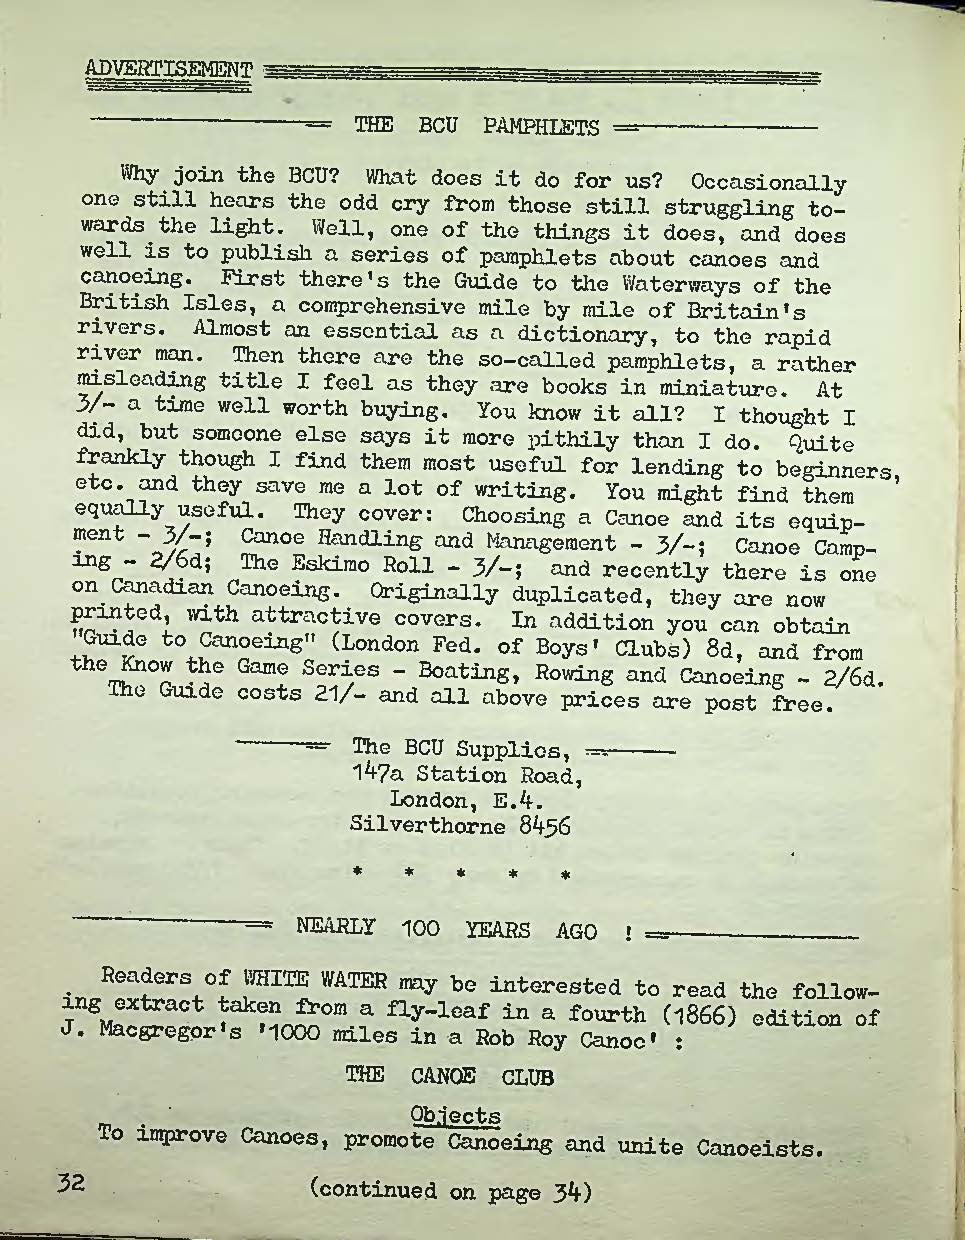 ADVERTISEMENT
THE BCU PAMPHLETS
Why join the BCU? What does it do for us? Occasionally
one still hears the odd cry from those still struggling to-
wards the light. Well, one of the things it does, and does
well is to publish a series of pamphlets about canoes and
canoeing. First there's the Guide to the Waterways of the
British Isles, a comprehensive mile by mile of Britain's
rivers. Almost an essential as a dictionary, to the rapid
river man. Then there are the so-called pamphlets, a rather
misleading title I feel as they are books in miniature. At
3/- a time well worth buying. You know it all? I thought I
did, but someone else says it more pithily than I do. Quite
frankly though I find them most useful for lending to beginners,
etc. and they save me a lot of writing. You might find them
equally useful. They cover: Choosing a Canoe and its equip-
ment - 3/-; Canoe Handling and Management - 3/-; Canoe Camp-
ing - 2/6d; The Eskimo Roll - 3/-; and recently there is one
on Canadian Canoeing. Originally duplicated, they are now
printed, with attractive covers. In addition you can obtain
"Guide to Canoeing" (London Fed. of Boys' Clubs) 8d, and from
the Know the Game Series - Boating, Rowing and Canoeing - 2/6d.
The Guide costs 21/- and all above prices are post free.
The BCU Supplies,
147a Station Road,
London, E.4.
Silverthorne 8456
* * * * *
NEARLY 100 YEARS AGO !
Readers of WHITE WATER may be interested to read the follow-
ing extract taken from a fly-leaf in a fourth (1866) edition of
J. Macgregor's '1000 miles in a Rob Roy Canoe' :
THE CANOE CLUB
Objects
To improve Canoes, promote Canoeing and unite Canoeists.
32 (continued on page 34)